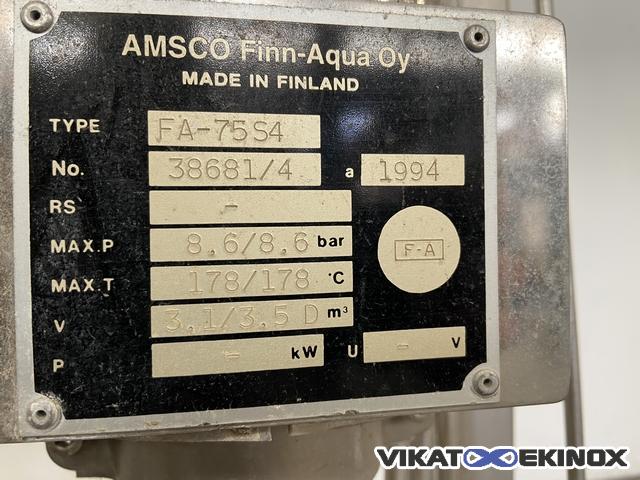 AMSCO Finn-Aqua Oy
MADE IN FINLAND
TYPE FA-75S4
No. 38681/4 a 1994
RS -
MAX.P 8.6/8.6 bar
F-A
MAX.T 178/178 °C
V 3.1/3.5 D m³
P - kW U - V
VIKAT EKINOX